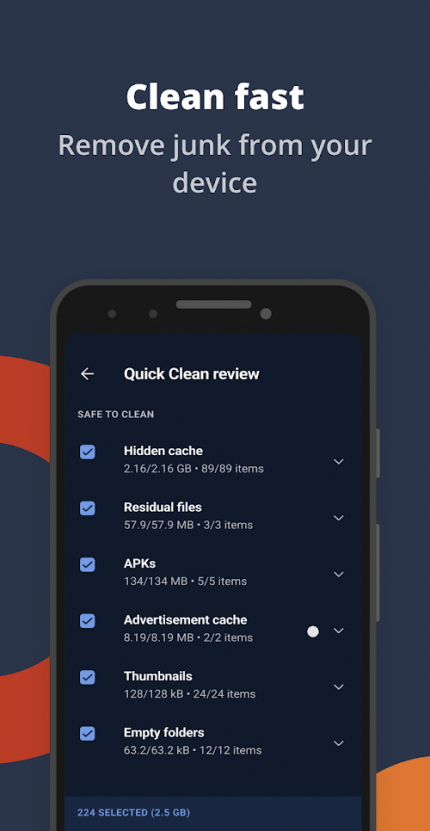 Clean fast
Remove junk from your
device
Quick Clean review
SAFE TO CLEAN
Hidden cache
2.16/2.16 GB • 89/89 items
Residual files
57.9/57.9 MB • 3/3 items
APKs
134/134 MB • 5/5 items
Advertisement cache
8.19/8.19 MB • 2/2 items
Thumbnails
128/128 kB • 24/24 items
Empty folders
63.2/63.2 kB • 12/12 items
224 SELECTED (2.5 GB)